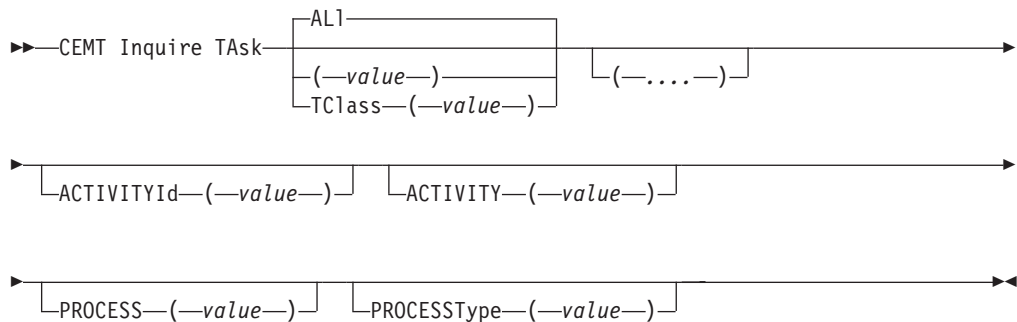 ALl
CEMT Inquire TAsk
(value) (....)
TClass (value)
ACTIVITYId (value) ACTIVITY (value)
PROCESS (value) PROCESSType (value)